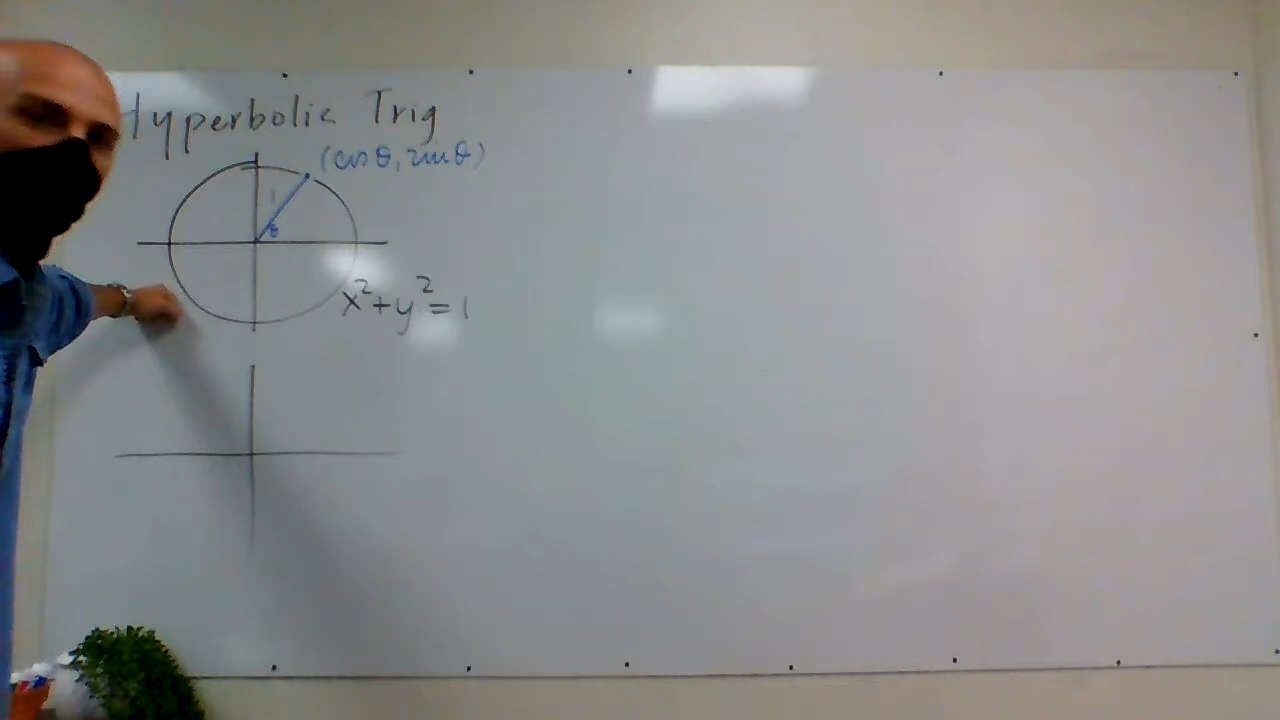 Hyperbolic Trig
(cos θ, sin θ)
1
θ
x²+y²=1